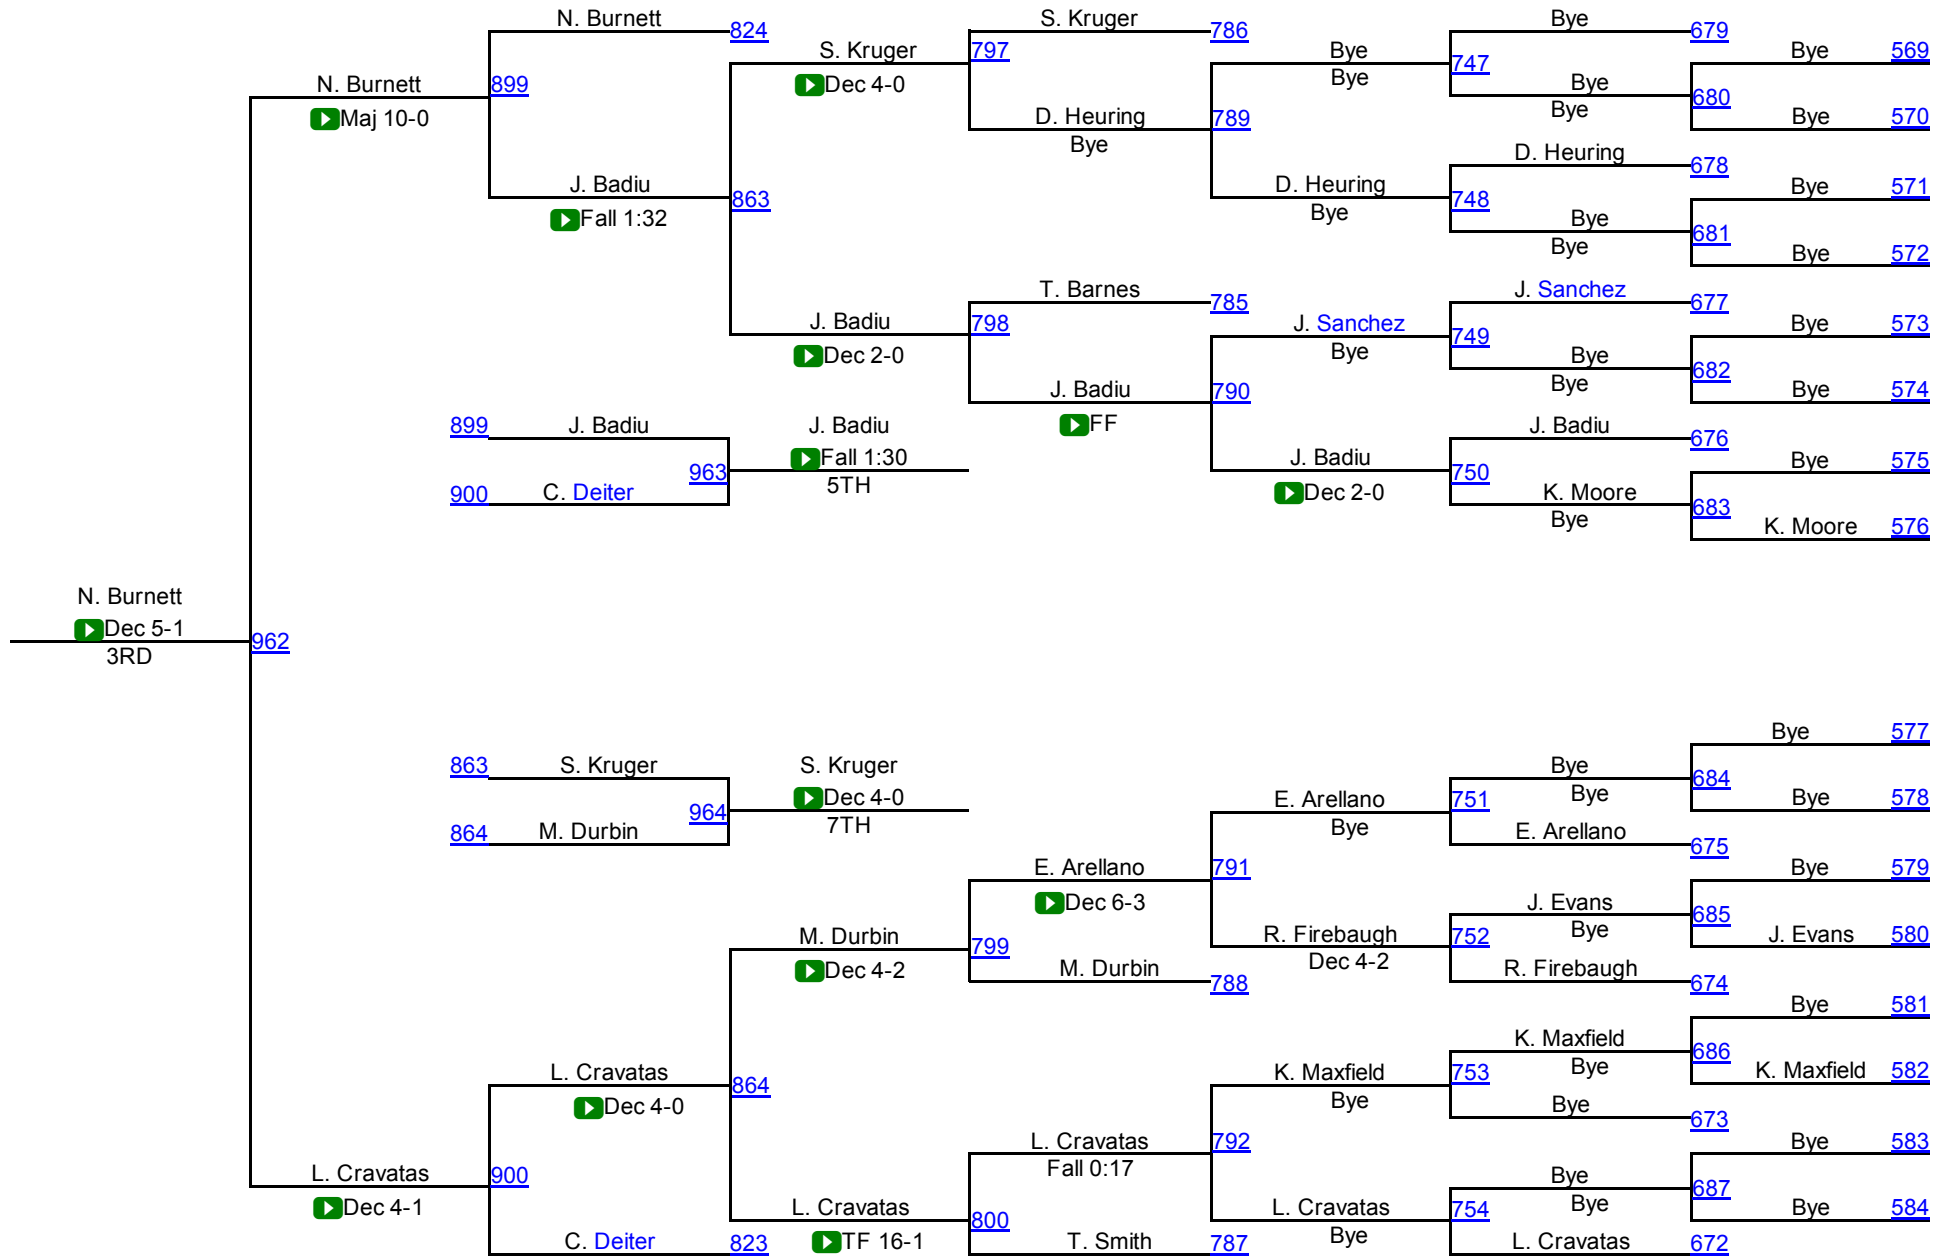 N. Burnett 824
S. Kruger 786
Bye 679
S. Kruger 797
Bye 569
Bye 747
N. Burnett 899
Dec 4-0
Bye
Bye 680
Maj 10-0
D. Heuring 789
Bye
Bye 570
Bye
D. Heuring 678
J. Badiu 863
D. Heuring 748
Bye 571
Fall 1:32
Bye
Bye 681
Bye
Bye 572
T. Barnes 785
J. Sanchez 677
J. Badiu 798
J. Sanchez 749
Bye 573
Dec 2-0
Bye
Bye 682
J. Badiu 790
Bye
Bye 574
899 J. Badiu
J. Badiu
FF
J. Badiu 676
963 Fall 1:30
J. Badiu 750
Bye 575
900 C. Deiter
5TH
Dec 2-0
K. Moore 683
Bye
K. Moore 576
N. Burnett
Dec 5-1
3RD
962
Bye 577
863 S. Kruger
S. Kruger
Bye 684
964 Dec 4-0
E. Arellano 751
Bye
Bye 578
864 M. Durbin
7TH
Bye
E. Arellano 675
E. Arellano 791
Bye 579
Dec 6-3
J. Evans 685
M. Durbin 799
R. Firebaugh 752
Bye
J. Evans 580
Dec 4-2
M. Durbin 788
Dec 4-2
R. Firebaugh 674
Bye 581
K. Maxfield 686
L. Cravatas 864
K. Maxfield 753
Bye
K. Maxfield 582
Dec 4-0
Bye
Bye 673
L. Cravatas 792
Bye 583
L. Cravatas 900
Fall 0:17
Bye 687
Dec 4-1
L. Cravatas 800
L. Cravatas 754
Bye
Bye 584
C. Deiter 823
TF 16-1
T. Smith 787
Bye
L. Cravatas 672